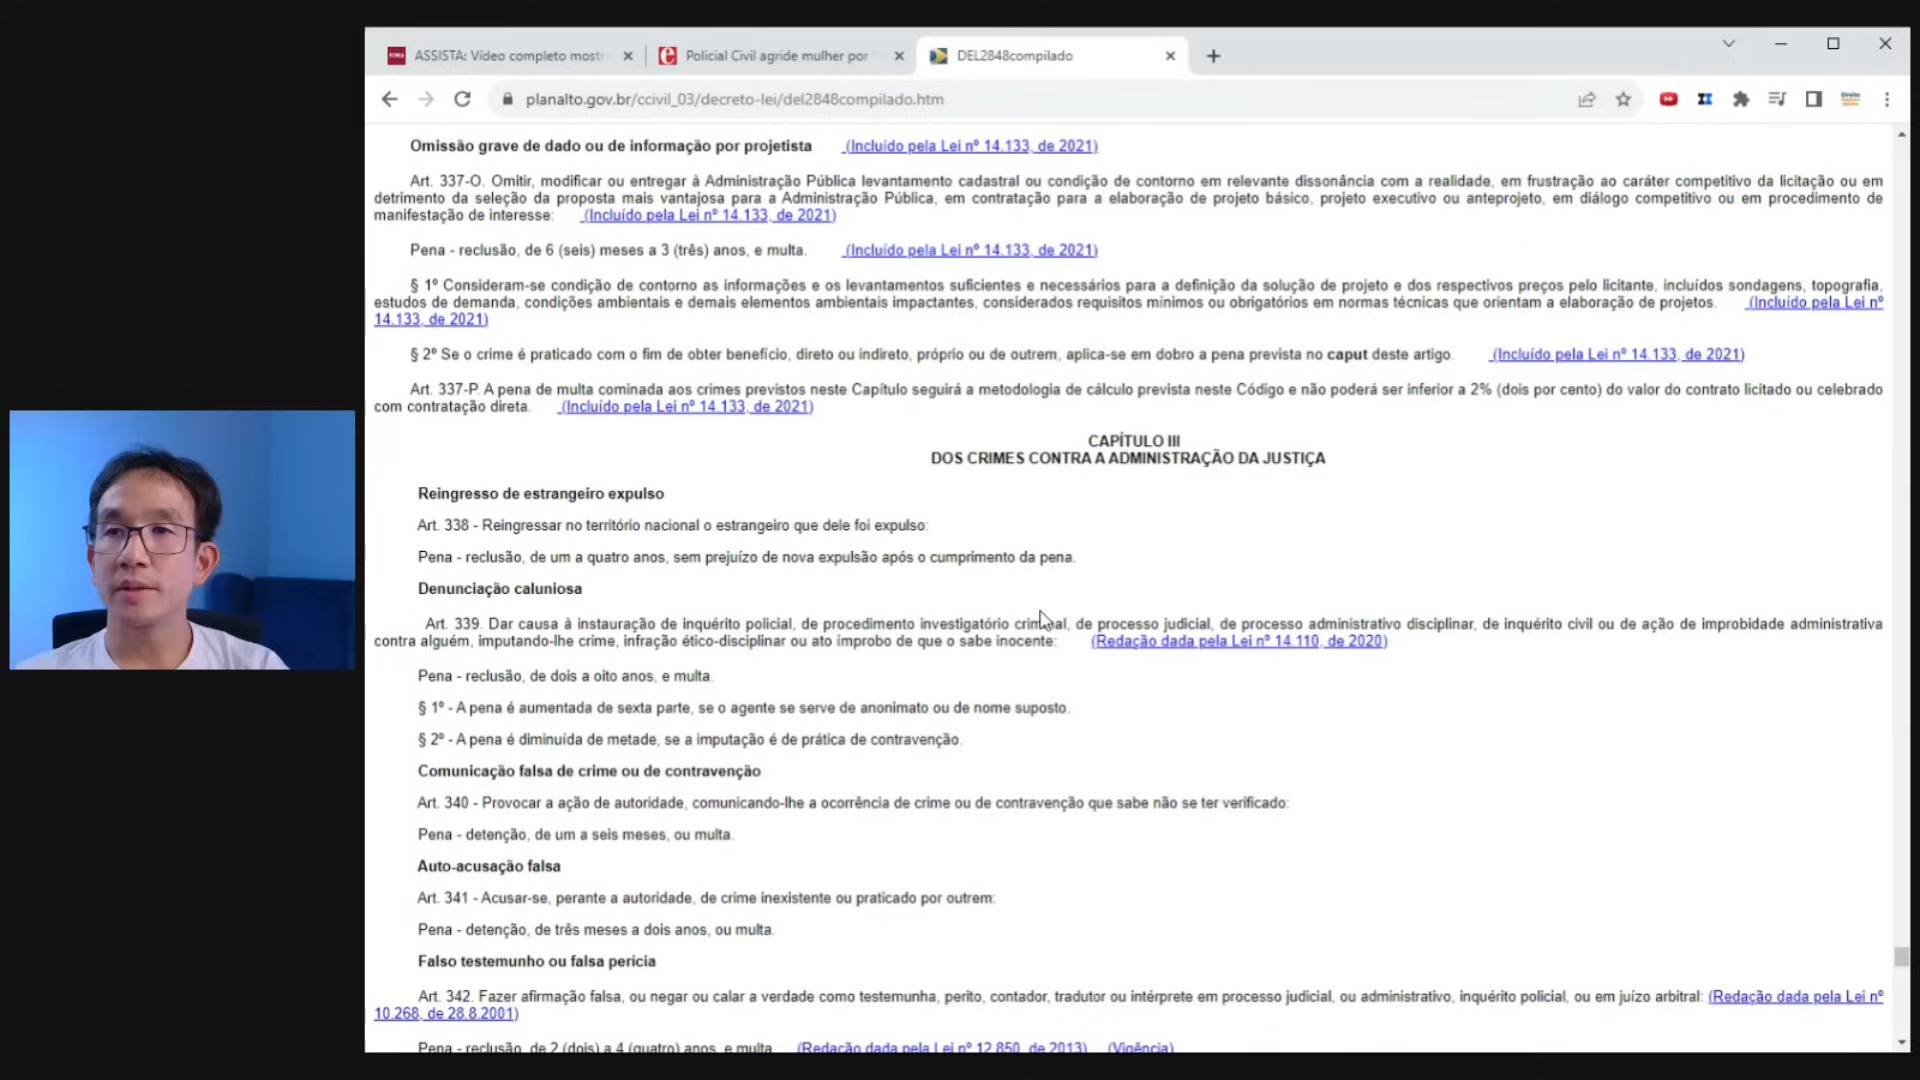 ASSISTA: Vídeo completo mostr
Policial Civil agride mulher por
DEL2848compilado
planalto.gov.br/ccivil_03/decreto-lei/del2848compilado.htm
Omissão grave de dado ou de informação por projetista (Incluído pela Lei nº 14.133, de 2021)
Art. 337-O. Omitir, modificar ou entregar à Administração Pública levantamento cadastral ou condição de contorno em relevante dissonância com a realidade, em frustração ao caráter competitivo da licitação ou em
detrimento da seleção da proposta mais vantajosa para a Administração Pública, em contratação para a elaboração de projeto básico, projeto executivo ou anteprojeto, em diálogo competitivo ou em procedimento de
manifestação de interesse: (Incluído pela Lei nº 14.133, de 2021)
Pena - reclusão, de 6 (seis) meses a 3 (três) anos, e multa. (Incluído pela Lei nº 14.133, de 2021)
§ 1º Consideram-se condição de contorno as informações e os levantamentos suficientes e necessários para a definição da solução de projeto e dos respectivos preços pelo licitante, incluídos sondagens, topografia,
estudos de demanda, condições ambientais e demais elementos ambientais impactantes, considerados requisitos mínimos ou obrigatórios em normas técnicas que orientam a elaboração de projetos. (Incluído pela Lei nº
14.133, de 2021)
§ 2º Se o crime é praticado com o fim de obter benefício, direto ou indireto, próprio ou de outrem, aplica-se em dobro a pena prevista no caput deste artigo. (Incluído pela Lei nº 14.133, de 2021)
Art. 337-P. A pena de multa cominada aos crimes previstos neste Capítulo seguirá a metodologia de cálculo prevista neste Código e não poderá ser inferior a 2% (dois por cento) do valor do contrato licitado ou celebrado
com contratação direta. (Incluído pela Lei nº 14.133, de 2021)
CAPÍTULO III
DOS CRIMES CONTRA A ADMINISTRAÇÃO DA JUSTIÇA
Reingresso de estrangeiro expulso
Art. 338 - Reingressar no território nacional o estrangeiro que dele foi expulso:
Pena - reclusão, de um a quatro anos, sem prejuízo de nova expulsão após o cumprimento da pena.
Denunciação caluniosa
Art. 339. Dar causa à instauração de inquérito policial, de procedimento investigatório criminal, de processo judicial, de processo administrativo disciplinar, de inquérito civil ou de ação de improbidade administrativa
contra alguém, imputando-lhe crime, infração ético-disciplinar ou ato ímprobo de que o sabe inocente: (Redação dada pela Lei nº 14.110, de 2020)
Pena - reclusão, de dois a oito anos, e multa.
§ 1º - A pena é aumentada de sexta parte, se o agente se serve de anonimato ou de nome suposto.
§ 2º - A pena é diminuída de metade, se a imputação é de prática de contravenção.
Comunicação falsa de crime ou de contravenção
Art. 340 - Provocar a ação de autoridade, comunicando-lhe a ocorrência de crime ou de contravenção que sabe não se ter verificado:
Pena - detenção, de um a seis meses, ou multa.
Auto-acusação falsa
Art. 341 - Acusar-se, perante a autoridade, de crime inexistente ou praticado por outrem:
Pena - detenção, de três meses a dois anos, ou multa.
Falso testemunho ou falsa perícia
Art. 342. Fazer afirmação falsa, ou negar ou calar a verdade como testemunha, perito, contador, tradutor ou intérprete em processo judicial, ou administrativo, inquérito policial, ou em juízo arbitral: (Redação dada pela Lei nº
10.268, de 28.8.2001)
Pena - reclusão, de 2 (dois) a 4 (quatro) anos, e multa. (Redação dada pela Lei nº 12.850, de 2013) (Vigência)